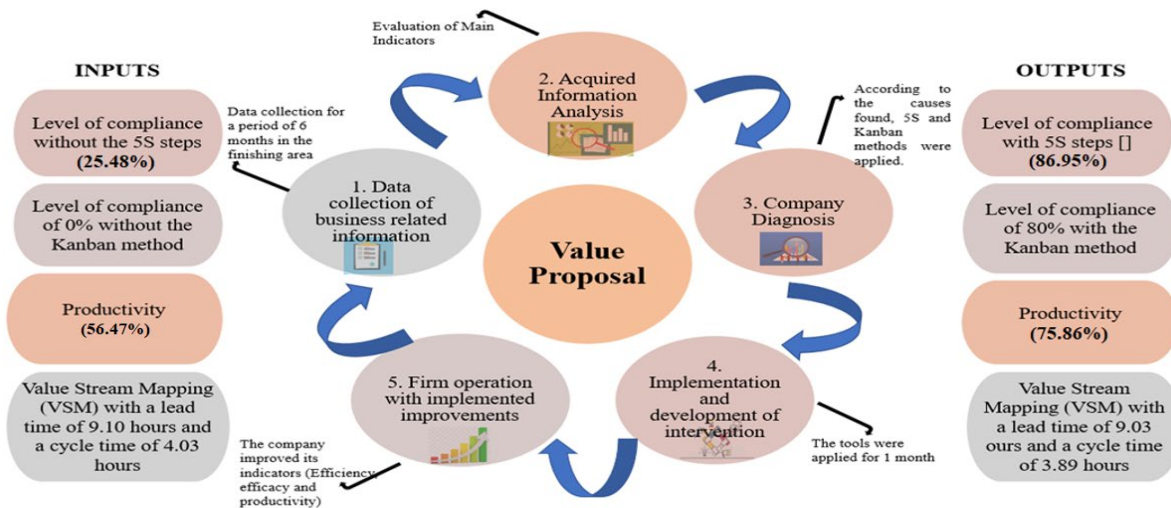 INPUTS
Level of compliance
without the 5S steps
(25.48%)
Level of compliance
of 0% without the
Kanban method
Productivity
(56.47%)
Value Stream Mapping
(VSM) with a lead
time of 9.10 hours and
a cycle time of 4.03
hours
Data collection for
a period of 6
months in the
finishing area
1. Data
collection of
business related
information
Evaluation of Main
Indicators
2. Acquired
Information
Analysis
According to
the causes
found, 5S and
Kanban
methods were
applied.
3. Company
Diagnosis
Value
Proposal
4.
Implementation
and
development of
intervention
The tools were
applied for 1 month
5. Firm operation
with implemented
improvements
The company
improved its
indicators (Efficiency,
efficacy and
productivity)
OUTPUTS
Level of compliance
with 5S steps []
(86.95%)
Level of compliance
of 80% with the
Kanban method
Productivity
(75.86%)
Value Stream
Mapping (VSM) with
a lead time of 9.03
ours and a cycle time
of 3.89 hours